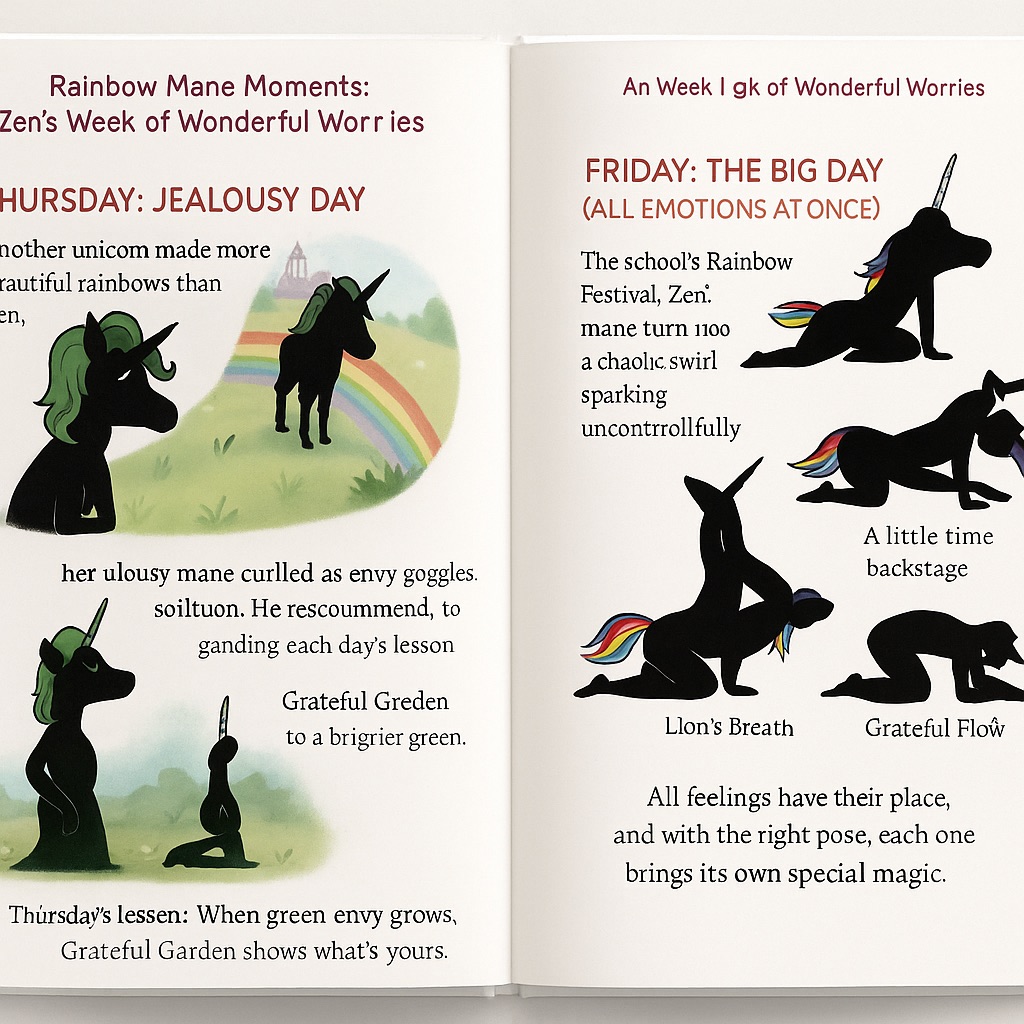 Rainbow Mane Moments:
Zen's Week of Wonderful Worries
HURSDAY: JEALOUSY DAY
nother unicom made more
rautiful rainbows than
en,
her ulousy mane curlled as envy goggles.
soiltuon. He rescoummend, to
ganding each day's lesson
Grateful Greden
to a brigrier green.
Thúrsday's lessen: When green envy grows,
Grateful Garden shows what's yours.
An Week I gk of Wonderful Worries
FRIDAY: THE BIG DAY
(ALL EMOTIONS AT ONCE)
The school's Rainbow
Festival, Zen.
mane turn
a chaolic swirl
sparking
uncontrrollfully
A little time
backstage
Llon's Breath
Grateful Flow
All feelings have their place,
and with the right pose, each one
brings its own special magic.